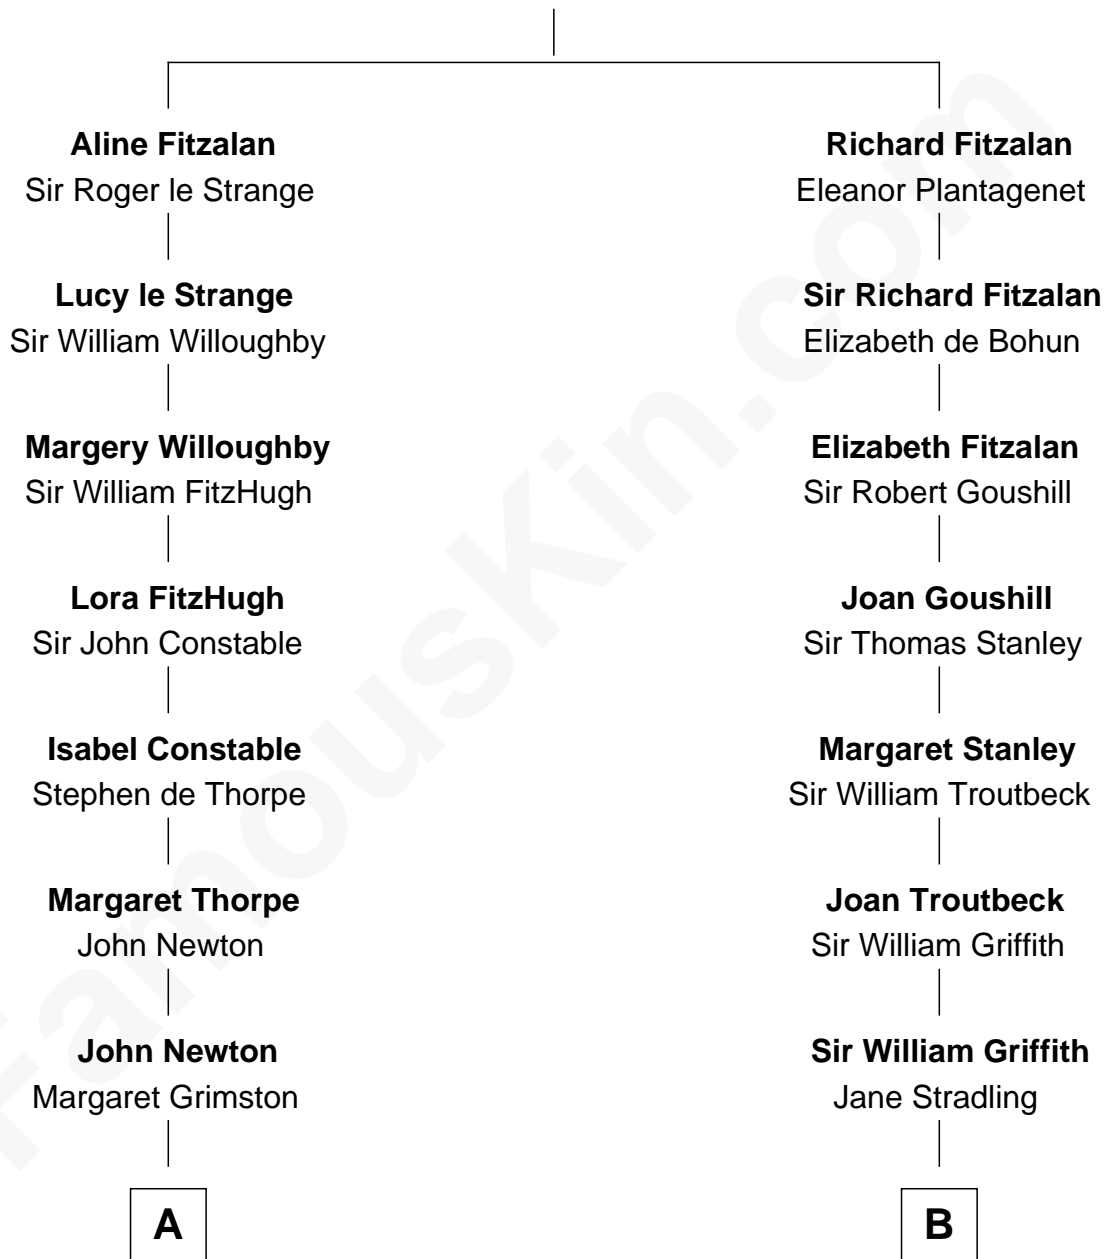 Aline Fitzalan
Sir Roger le Strange
Lucy le Strange
Sir William Willoughby
Margery Willoughby
Sir William FitzHugh
Lora FitzHugh
Sir John Constable
Isabel Constable
Stephen de Thorpe
Margaret Thorpe
John Newton
John Newton
Margaret Grimston
A
Richard Fitzalan
Eleanor Plantagenet
Sir Richard Fitzalan
Elizabeth de Bohun
Elizabeth Fitzalan
Sir Robert Goushill
Joan Goushill
Sir Thomas Stanley
Margaret Stanley
Sir William Troutbeck
Joan Troutbeck
Sir William Griffith
Sir William Griffith
Jane Stradling
B
FamousKin.com